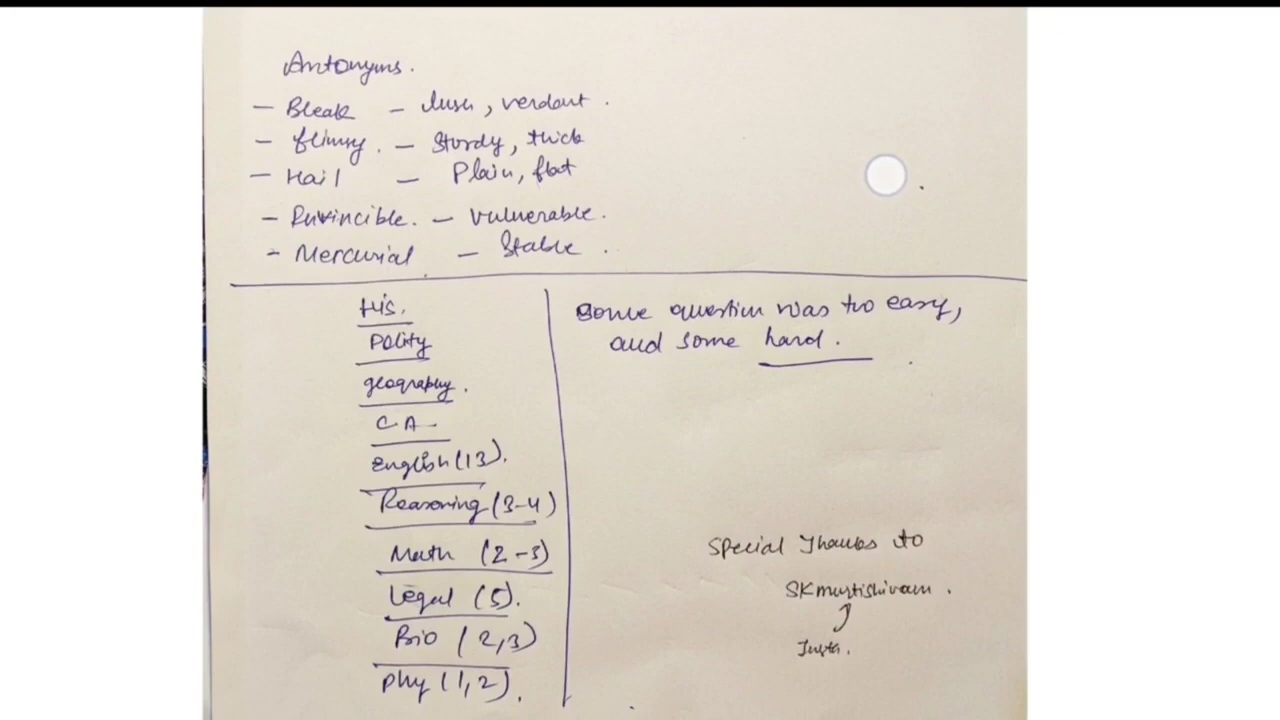 Antonyms.
- Bleak - lush, verdant.
- flimsy. - Sturdy, thick
- Hail - Plain, flat
- Invincible. - vulnerable.
- Mercurial - Stable.
His.
Polity
geography.
CA
English (13).
Reasoning (3-4)
Math (2-3)
Legal (5).
Bio (2,3)
Phy (1,2).
some question was too easy,
and some hard.
Special Thanks to
Insta.